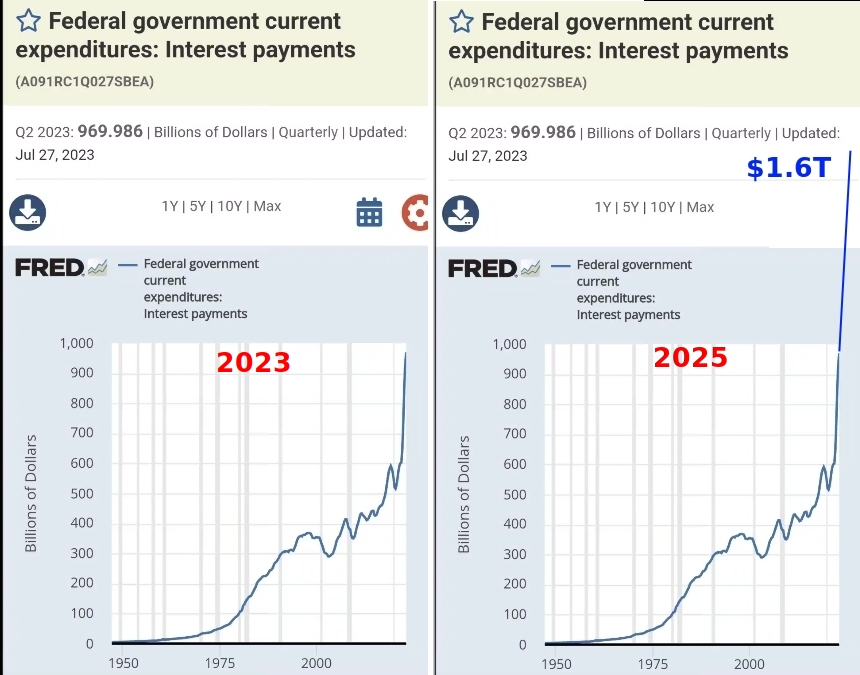 Federal government current
expenditures: Interest payments
(A091RC1Q027SBEA)
Q2 2023: 969.986 | Billions of Dollars | Quarterly | Updated:
Jul 27, 2023
1Y | 5Y | 10Y | Max
FRED
Federal government
current
expenditures:
Interest payments
2023
Billions of Dollars
1,000
900
800
700
600
500
400
300
200
100
0
1950
1975
2000
Federal government current
expenditures: Interest payments
(A091RC1Q027SBEA)
Q2 2023: 969.986 | Billions of Dollars | Quarterly | Updated:
Jul 27, 2023
$1.6T
1Y | 5Y | 10Y | Max
FRED
Federal government
current
expenditures:
Interest payments
2025
Billions of Dollars
1,000
900
800
700
600
500
400
300
200
100
0
1950
1975
2000